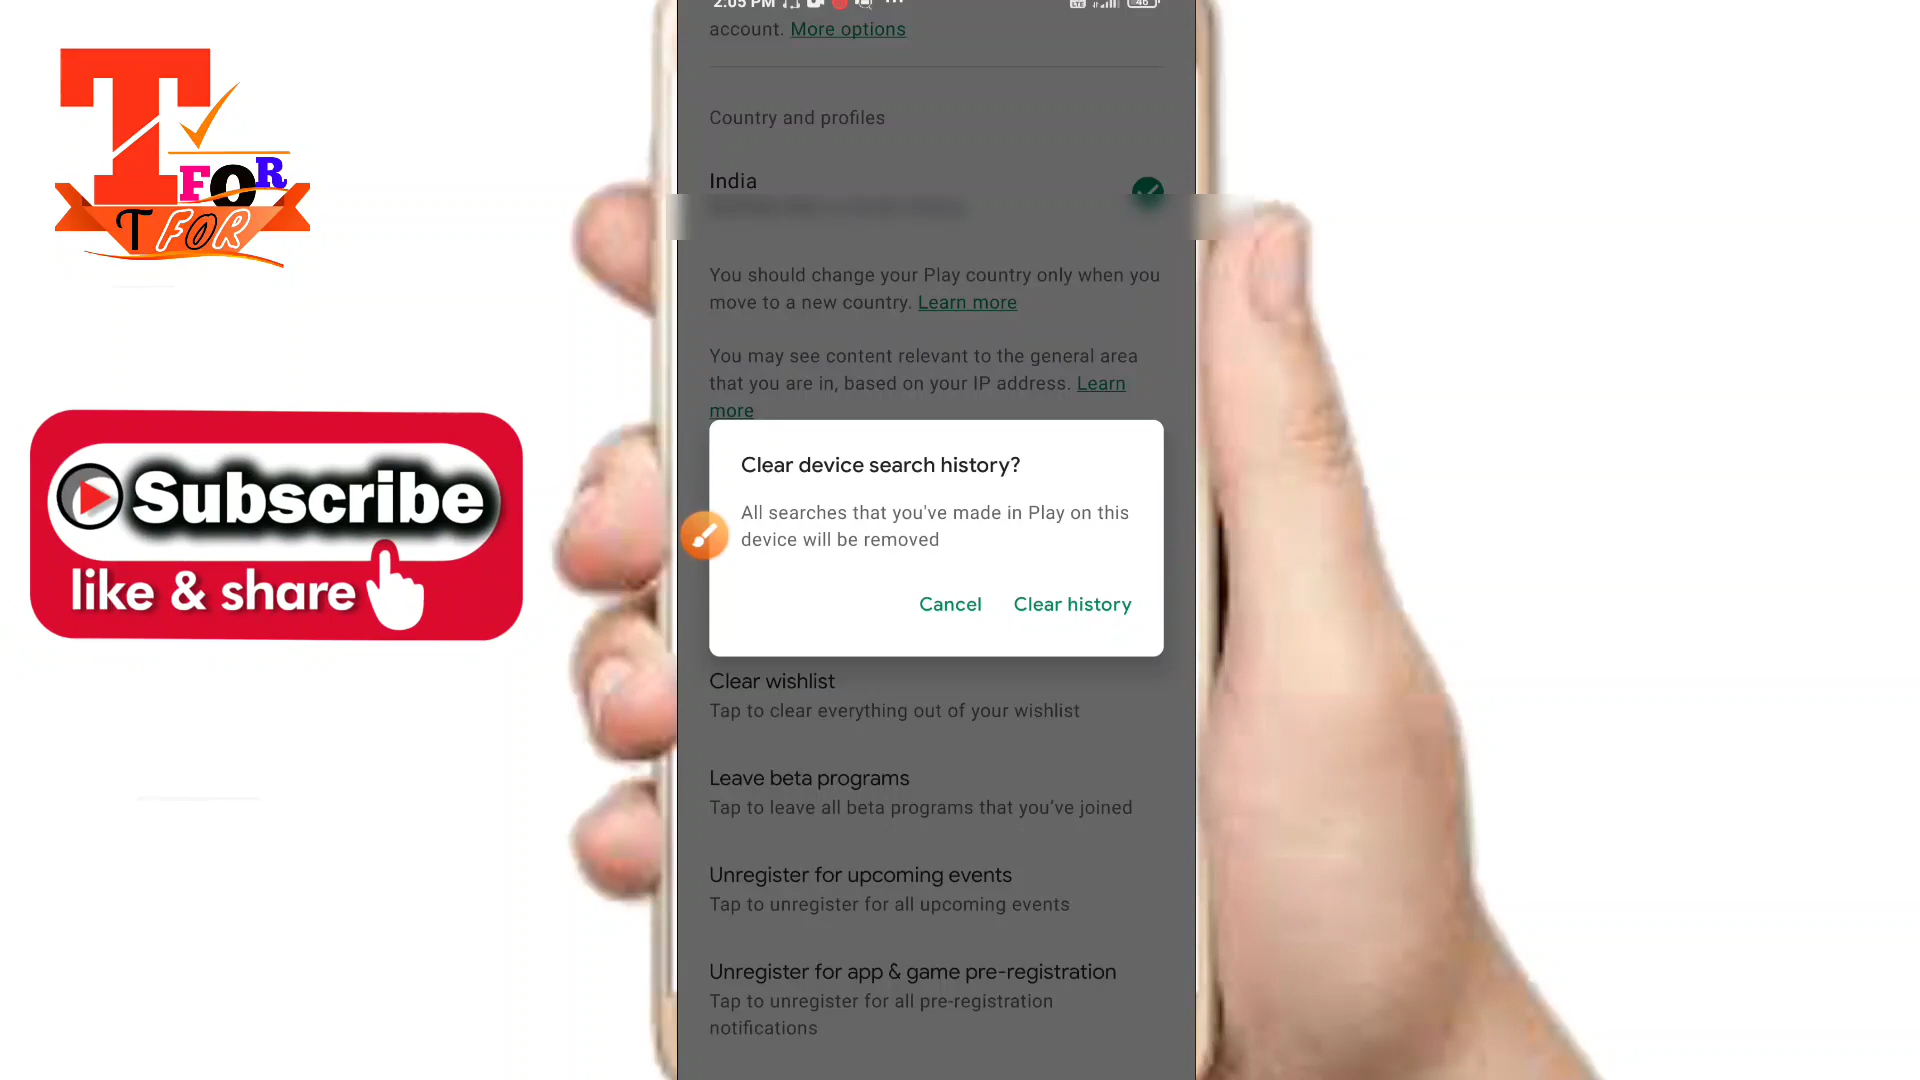 T
FOR
T FOR
Subscribe
like & share
2:05 PM
46
account. More options
Country and profiles
India
You should change your Play country only when you
move to a new country. Learn more
You may see content relevant to the general area
that you are in, based on your IP address. Learn
more
Clear device search history?
All searches that you've made in Play on this
device will be removed
Cancel Clear history
Clear wishlist
Tap to clear everything out of your wishlist
Leave beta programs
Tap to leave all beta programs that you’ve joined
Unregister for upcoming events
Tap to unregister for all upcoming events
Unregister for app & game pre-registration
Tap to unregister for all pre-registration
notifications